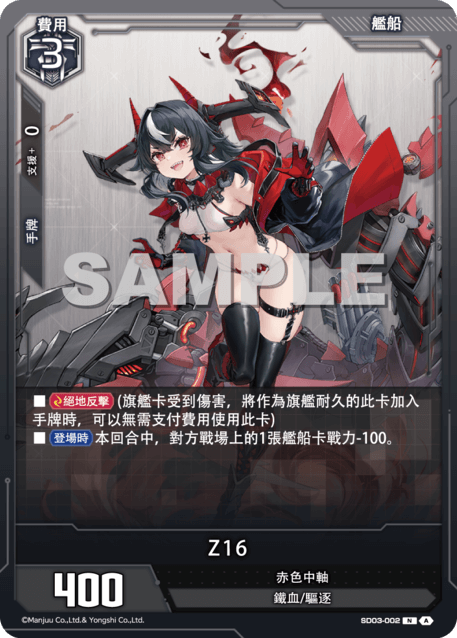 費用
3
艦船
支援+ 0
手牌
SAMPLE
■ 絕地反擊 (旗艦卡受到傷害，將作為旗艦耐久的此卡加入
手牌時，可以無需支付費用使用此卡)
■ 登場時 本回合中，對方戰場上的1張艦船卡戰力-100。
Z16
400
赤色中軸
鐵血/驅逐
©Manjuu Co.,Ltd.& Yongshi Co.,Ltd.
SD03-002 N A